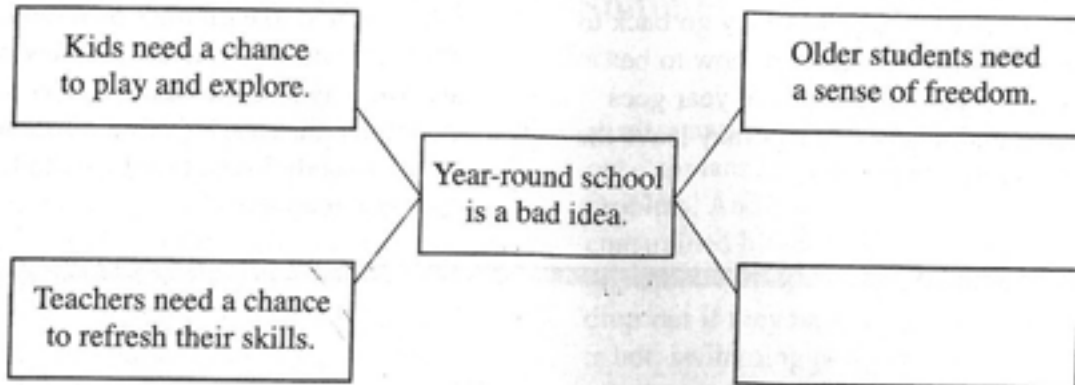 Kids need a chance
to play and explore.
Older students need
a sense of freedom.
Year-round school
is a bad idea.
Teachers need a chance
to refresh their skills.